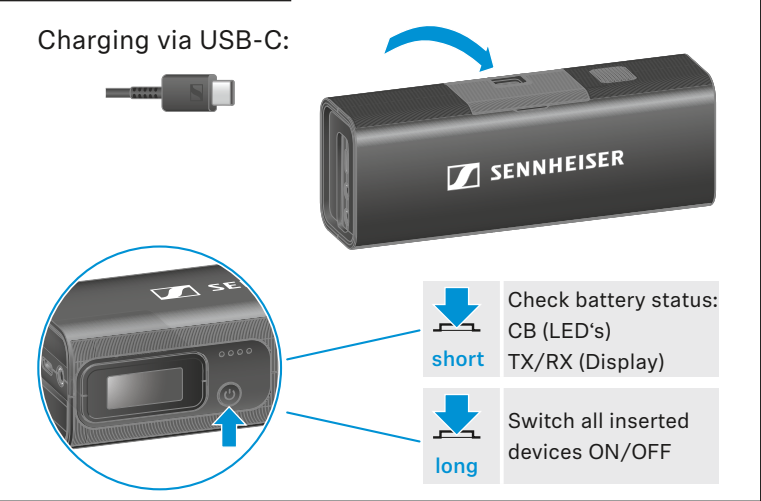 Charging via USB-C:
SENNHEISER
SE
short
Check battery status:
CB (LED‘s)
TX/RX (Display)
long
Switch all inserted
devices ON/OFF